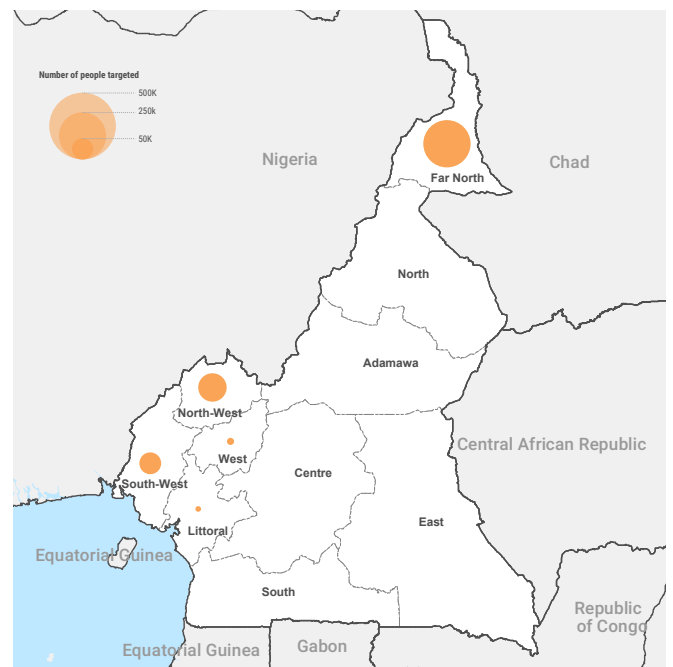 Number of people targeted
500K
250k
50K
Nigeria
Chad
Far North
North
Adamawa
North-West
Central African Republic
West
Centre
South-West
East
Littoral
Equatorial Guinea
South
Republic
of Congo
Gabon
Equatorial Guinea